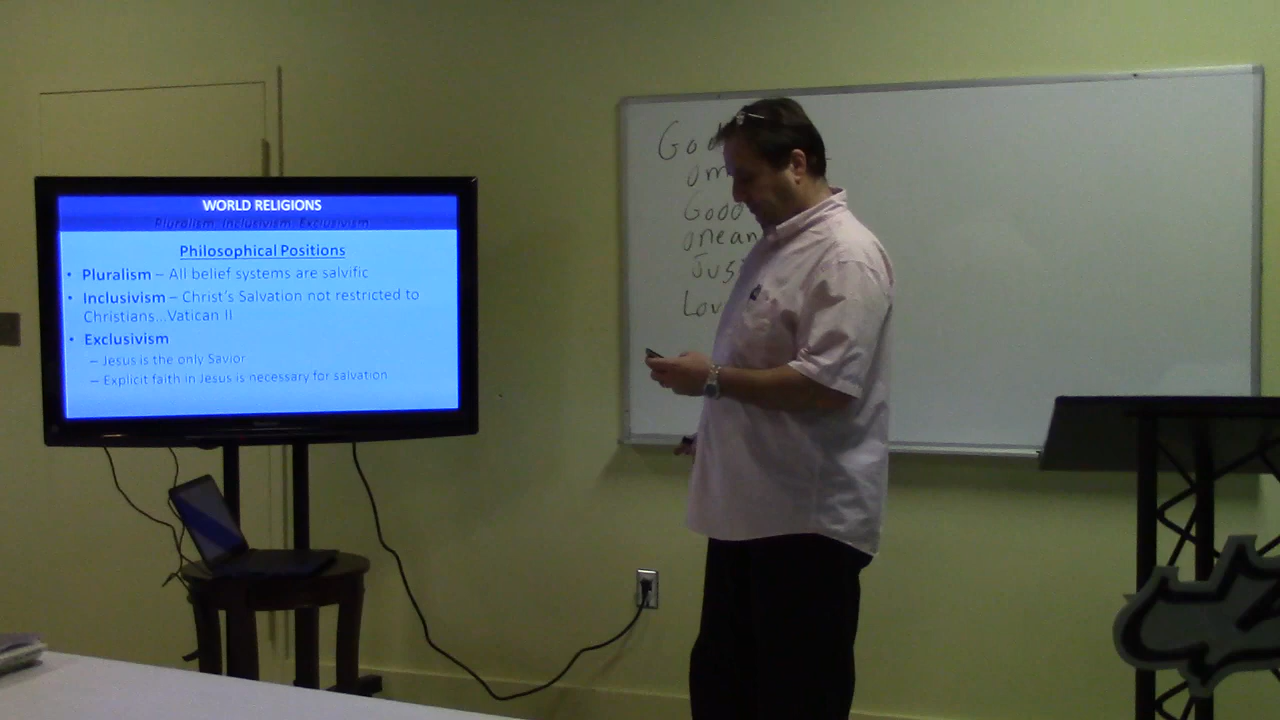 WORLD RELIGIONS
Pluralism, Inclusivism, Exclusivism
Philosophical Positions
• Pluralism – All belief systems are salvific
• Inclusivism – Christ's Salvation not restricted to
Christians...Vatican II
• Exclusivism
– Jesus is the only Savior
– Explicit faith in Jesus is necessary for salvation
Good